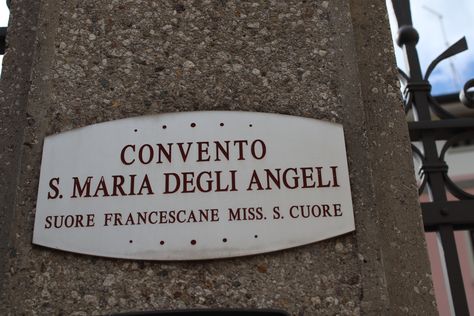 CONVENTO
S. MARIA DEGLI ANGELI
SUORE FRANCESCANE MISS. S. CUORE